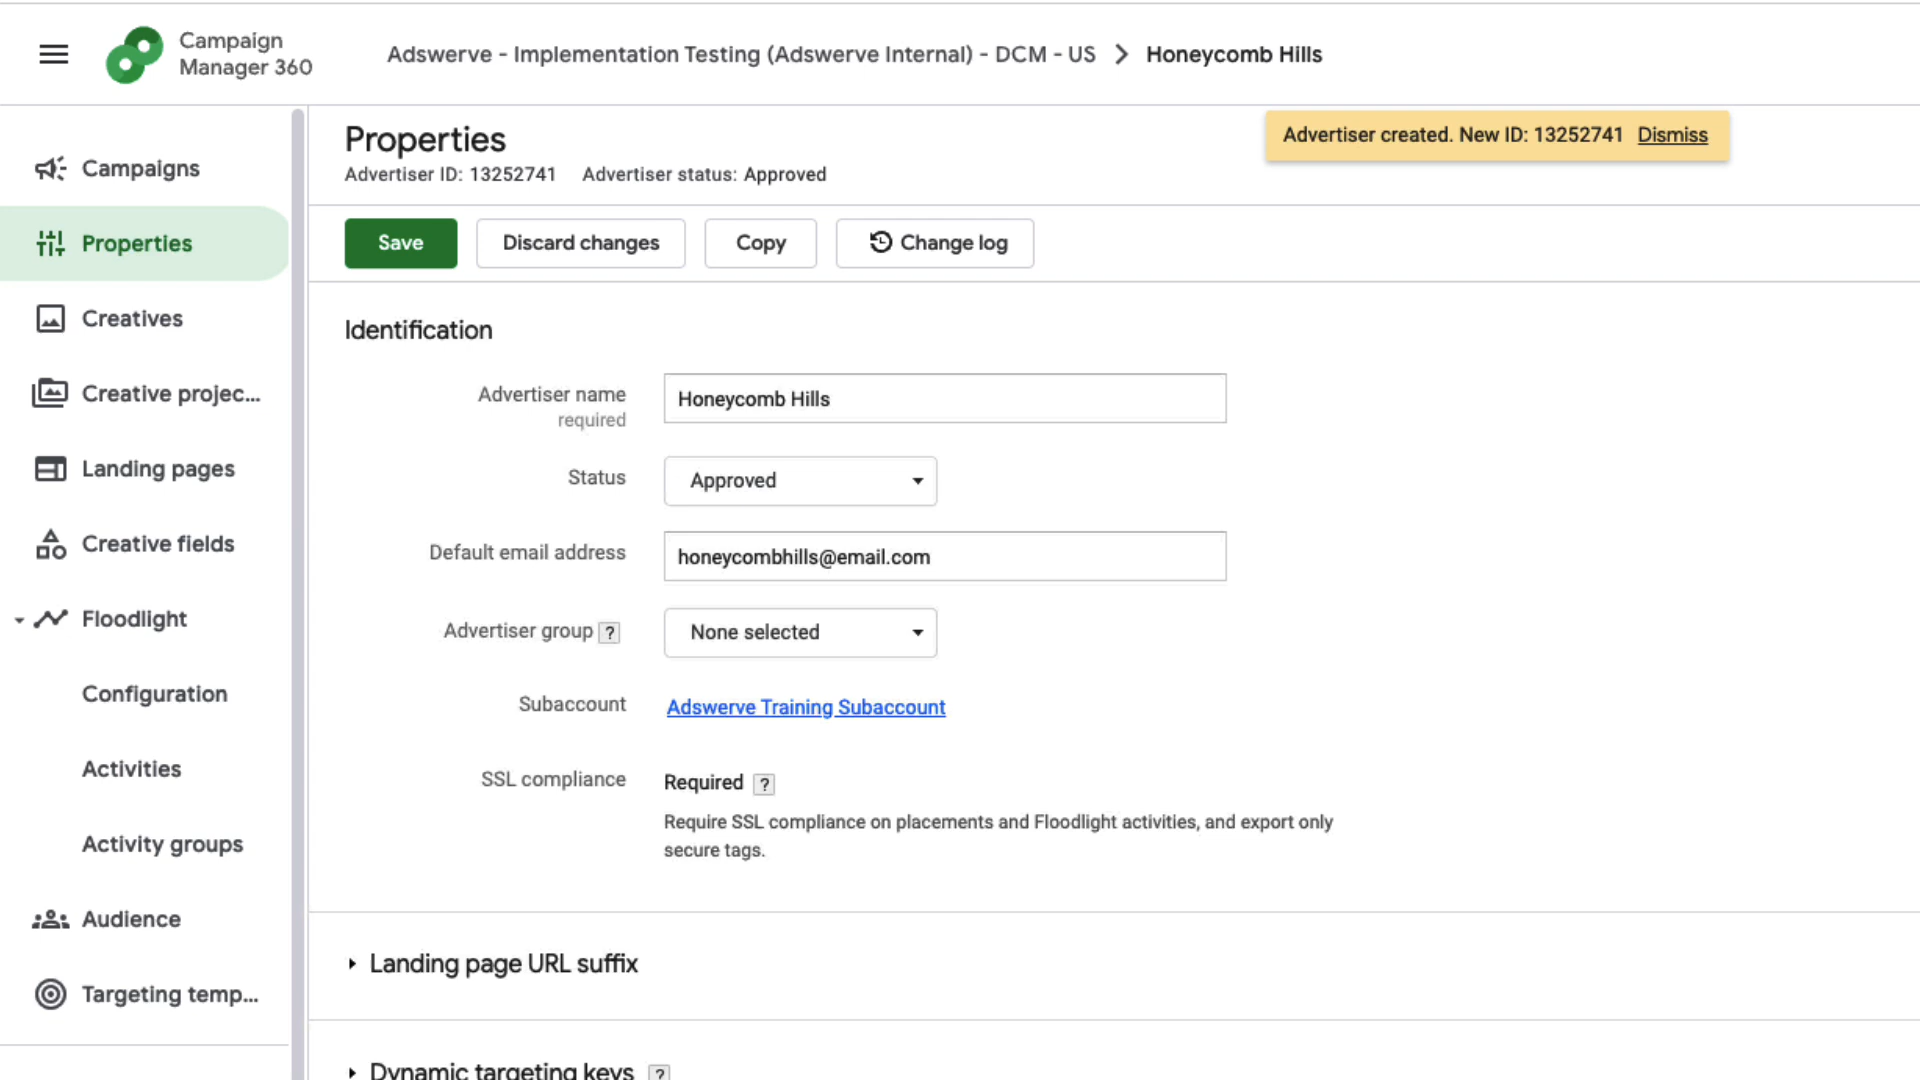 Campaign
Manager 360
Adswerve - Implementation Testing (Adswerve Internal) - DCM - US
Honeycomb Hills
Properties
Advertiser ID: 13252741 Advertiser status: Approved
Advertiser created. New ID: 13252741 Dismiss
Campaigns
Properties
Creatives
Creative projec...
Landing pages
Creative fields
Floodlight
Configuration
Activities
Activity groups
Audience
Targeting temp...
Save
Discard changes
Copy
Change log
Identification
Advertiser name
required
Honeycomb Hills
Status
Approved
Default email address
honeycombhills@email.com
Advertiser group ?
None selected
Subaccount
Adswerve Training Subaccount
SSL compliance
Required ?
Require SSL compliance on placements and Floodlight activities, and export only
secure tags.
Landing page URL suffix
Dynamic targeting keys ?